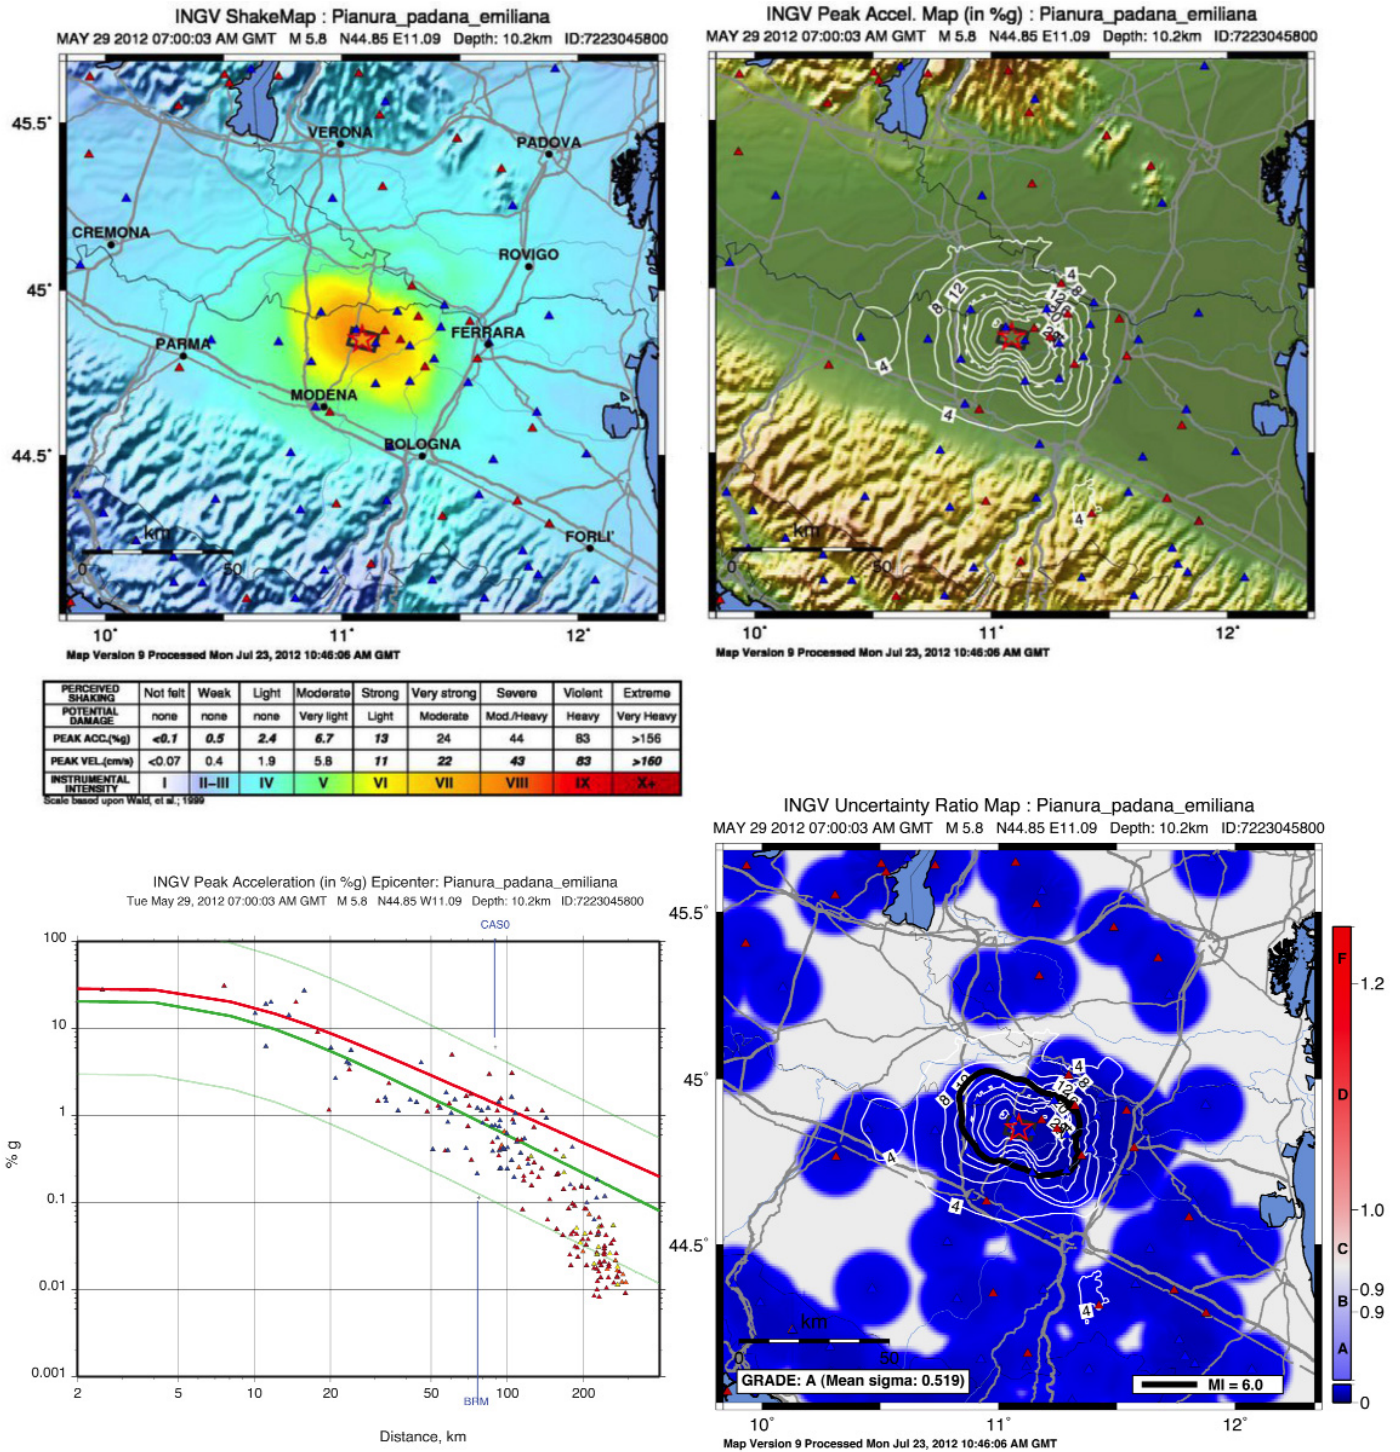 INGV ShakeMap : Pianura_padana_emiliana
MAY 29 2012 07:00:03 AM GMT M 5.8 N44.85 E11.09 Depth: 10.2km ID:7223045800
45.5°
45°
44.5°
VERONA
PADOVA
CREMONA
ROVIGO
PARMA
FERRARA
MODENA
BOLOGNA
FORLI'
km
0 50
10° 11° 12°
Map Version 9 Processed Mon Jul 23, 2012 10:46:06 AM GMT
PERCEIVED SHAKING Not felt Weak Light Moderate Strong Very strong Severe Violent Extreme
POTENTIAL DAMAGE none none none Very light Light Moderate Mod./Heavy Heavy Very Heavy
PEAK ACC.(%g) <0.1 0.5 2.4 6.7 13 24 44 83 >156
PEAK VEL.(cm/s) <0.07 0.4 1.9 5.8 11 22 43 83 >160
INSTRUMENTAL INTENSITY I II–III IV V VI VII VIII IX X+
Scale based upon Wald, et al.; 1999
INGV Peak Accel. Map (in %g) : Pianura_padana_emiliana
MAY 29 2012 07:00:03 AM GMT M 5.8 N44.85 E11.09 Depth: 10.2km ID:7223045800
4
8
12
8
12
4
4
4
km
0 50
10° 11° 12°
Map Version 9 Processed Mon Jul 23, 2012 10:46:06 AM GMT
INGV Peak Acceleration (in %g) Epicenter: Pianura_padana_emiliana
Tue May 29, 2012 07:00:03 AM GMT M 5.8 N44.85 W11.09 Depth: 10.2km ID:7223045800
CAS0
100
10
1
0.1
0.01
0.001
% g
2 5 10 20 50 100 200
BRM
Distance, km
INGV Uncertainty Ratio Map : Pianura_padana_emiliana
MAY 29 2012 07:00:03 AM GMT M 5.8 N44.85 E11.09 Depth: 10.2km ID:7223045800
45.5°
45°
44.5°
4
8
12
8
12
4
4
4
km
0 50
GRADE: A (Mean sigma: 0.519)
MI = 6.0
10° 11° 12°
Map Version 9 Processed Mon Jul 23, 2012 10:46:06 AM GMT
F
1.2
D
1.0
C
0.9
B
0.9
A
0